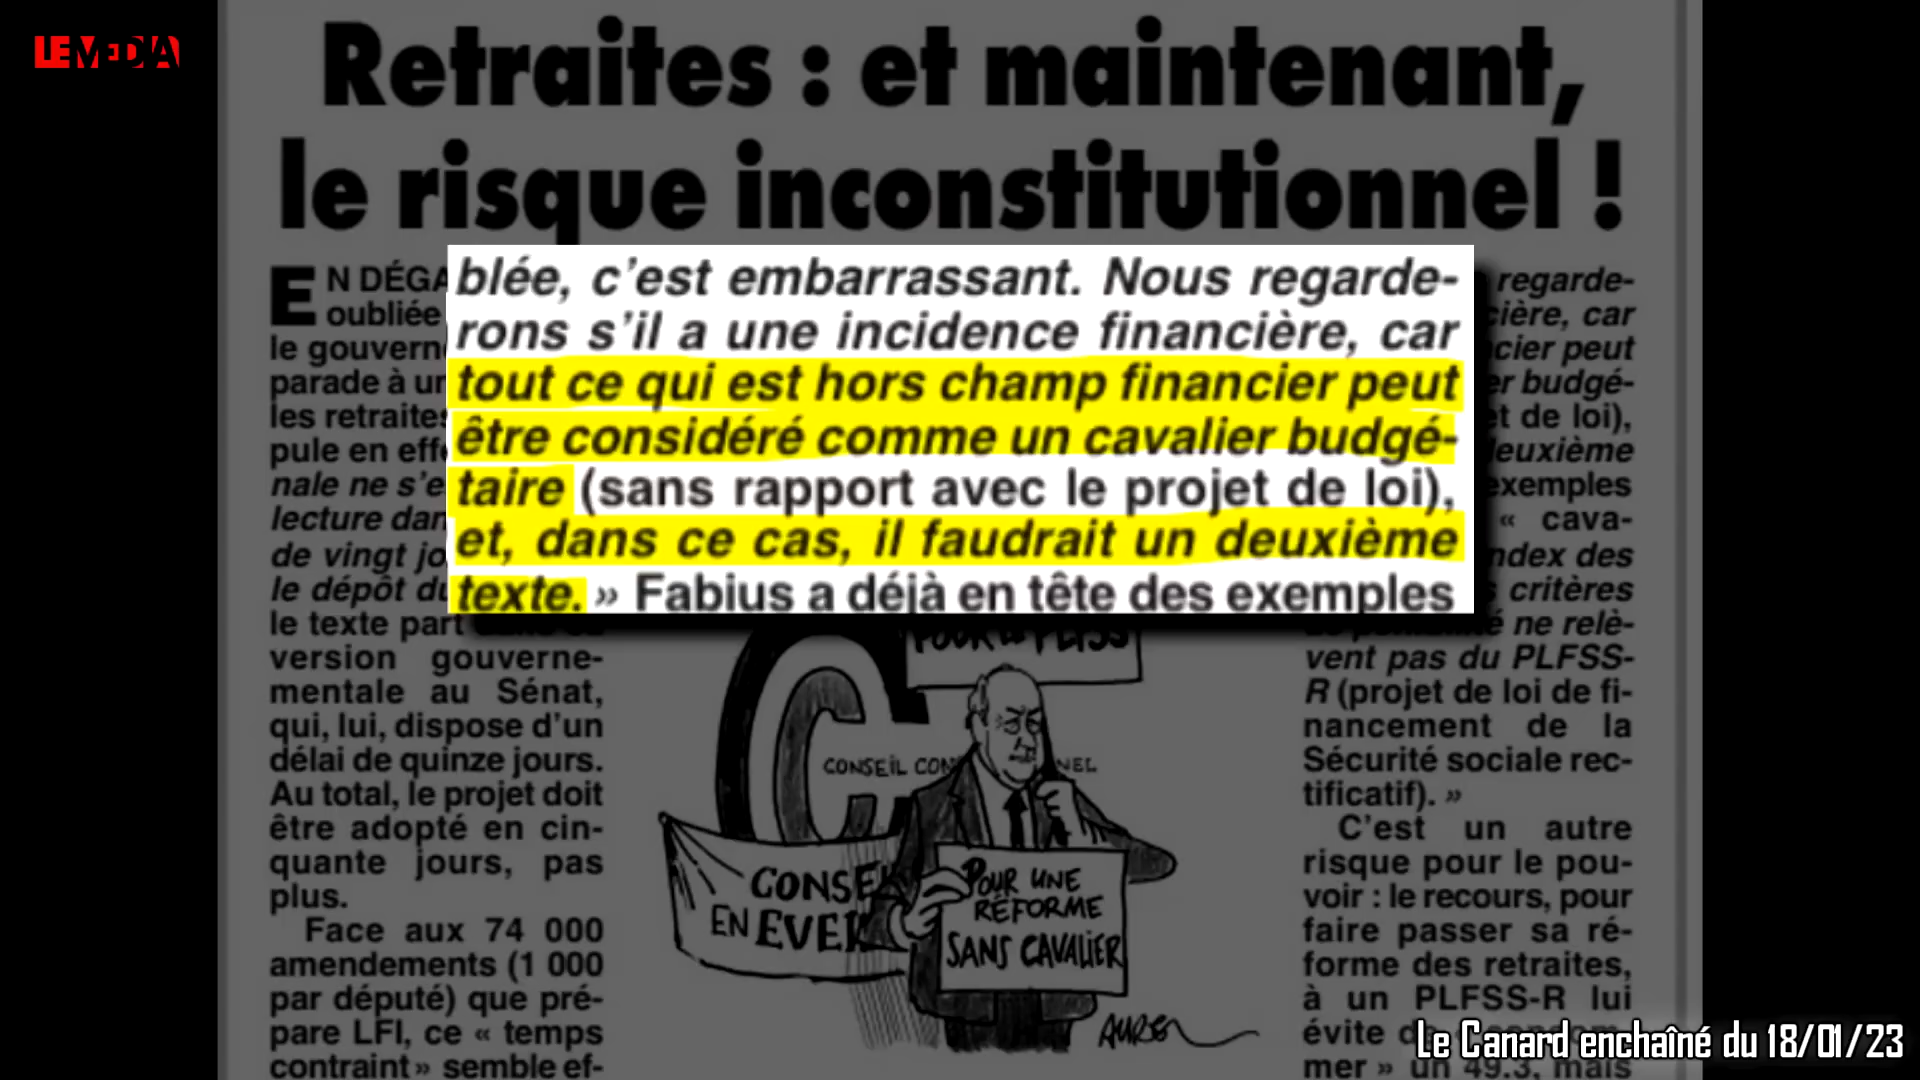 LEMEDIA
Retraites : et maintenant,
le risque inconstitutionnel !
blée, c’est embarrassant. Nous regarde-
rons s’il a une incidence financière, car
tout ce qui est hors champ financier peut
être considéré comme un cavalier budgé-
taire (sans rapport avec le projet de loi),
et, dans ce cas, il faudrait un deuxième
texte. » Fabius a déjà en tête des exemples
EN DÉGA
oubliée
le gouvern
parade à un
les retraites
pule en effe
nale ne s’e
lecture dan
de vingt jo
le dépôt du
le texte part
version gouverne-
mentale au Sénat,
qui, lui, dispose d’un
délai de quinze jours.
Au total, le projet doit
être adopté en cin-
quante jours, pas
plus.
Face aux 74 000
amendements (1 000
par député) que pré-
pare LFI, ce « temps
contraint » semble ef-
POUR LE PLFSS
CONSEIL CON NEL
CONSE
EN EVER
POUR UNE
RÉFORME
SANS CAVALIER
AUREL
regarde-
cière, car
cier peut
er budgé-
et de loi),
deuxième
exemples
« cava-
ndex des
critères
é ne relè-
vent pas du PLFSS-
R (projet de loi de fi-
nancement de la
Sécurité sociale rec-
tificatif). »
C’est un autre
risque pour le pou-
voir : le recours, pour
faire passer sa ré-
forme des retraites,
à un PLFSS-R lui
évite d
mer » un 49.3, mais
Le Canard enchaîné du 18/01/23